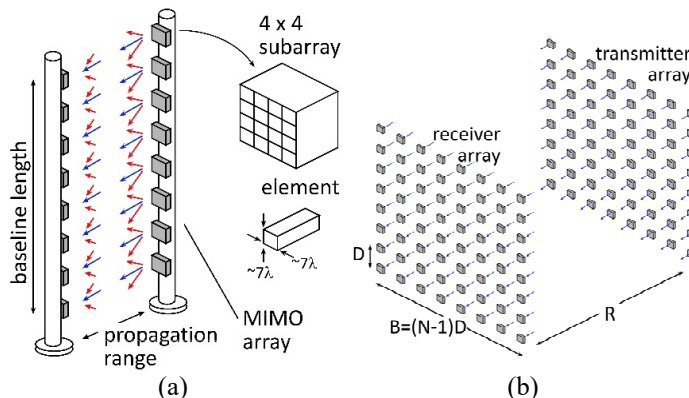 4 x 4
subarray
element
~7λ
~7λ
baseline length
propagation
range
MIMO
array
(a)
transmitter
array
receiver
array
D
B=(N-1)D
R
(b)